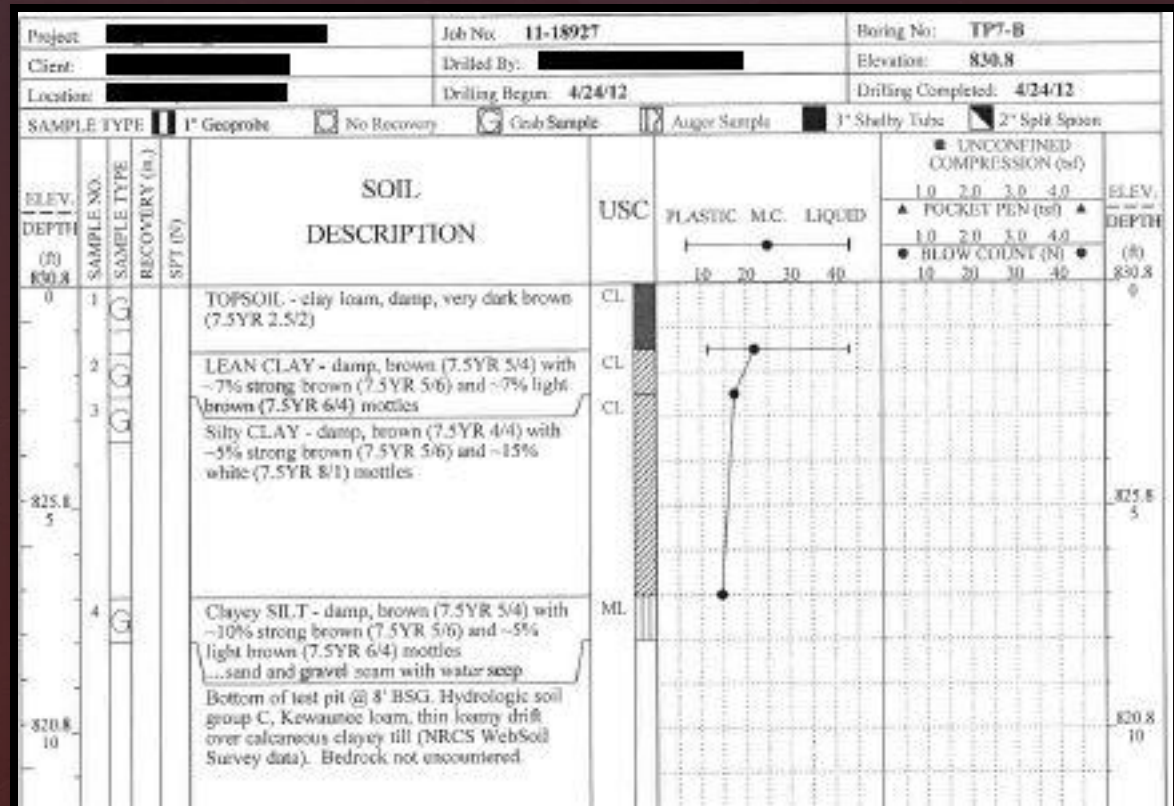 Project:
Job No: 11-18927
Boring No: TP7-B
Client:
Drilled By:
Elevation: 830.8
Location:
Drilling Begun: 4/24/12
Drilling Completed: 4/24/12
SAMPLE TYPE 1" Geoprobe No Recovery Grab Sample Auger Sample 3" Shelby Tube 2" Split Spoon
ELEV.
DEPTH
(ft)
830.8
SAMPLE NO.
SAMPLE TYPE
RECOVERY (in.)
SPT (N)
SOIL
DESCRIPTION
USC
PLASTIC M.C. LIQUID
10 20 30 40
UNCONFINED
COMPRESSION (tsf)
1.0 2.0 3.0 4.0
POCKET PEN (tsf)
1.0 2.0 3.0 4.0
BLOW COUNT (N)
10 20 30 40
ELEV.
DEPTH
(ft)
830.8
0
1
G
TOPSOIL - clay loam, damp, very dark brown
(7.5YR 2.5/2)
CL
0
2
G
LEAN CLAY - damp, brown (7.5YR 5/4) with
~7% strong brown (7.5YR 5/6) and ~7% light
brown (7.5YR 6/4) mottles
CL
3
G
Silty CLAY - damp, brown (7.5YR 4/4) with
~5% strong brown (7.5YR 5/6) and ~15%
white (7.5YR 8/1) mottles
CL
825.8
5
825.8
5
4
G
Clayey SILT - damp, brown (7.5YR 5/4) with
~10% strong brown (7.5YR 5/6) and ~5%
light brown (7.5YR 6/4) mottles
....sand and gravel seam with water seep
ML
Bottom of test pit @ 8' BSG. Hydrologic soil
group C, Kewaunee loam, thin loamy drift
over calcareous clayey till (NRCS WebSoil
Survey data). Bedrock not encountered
820.8
10
820.8
10